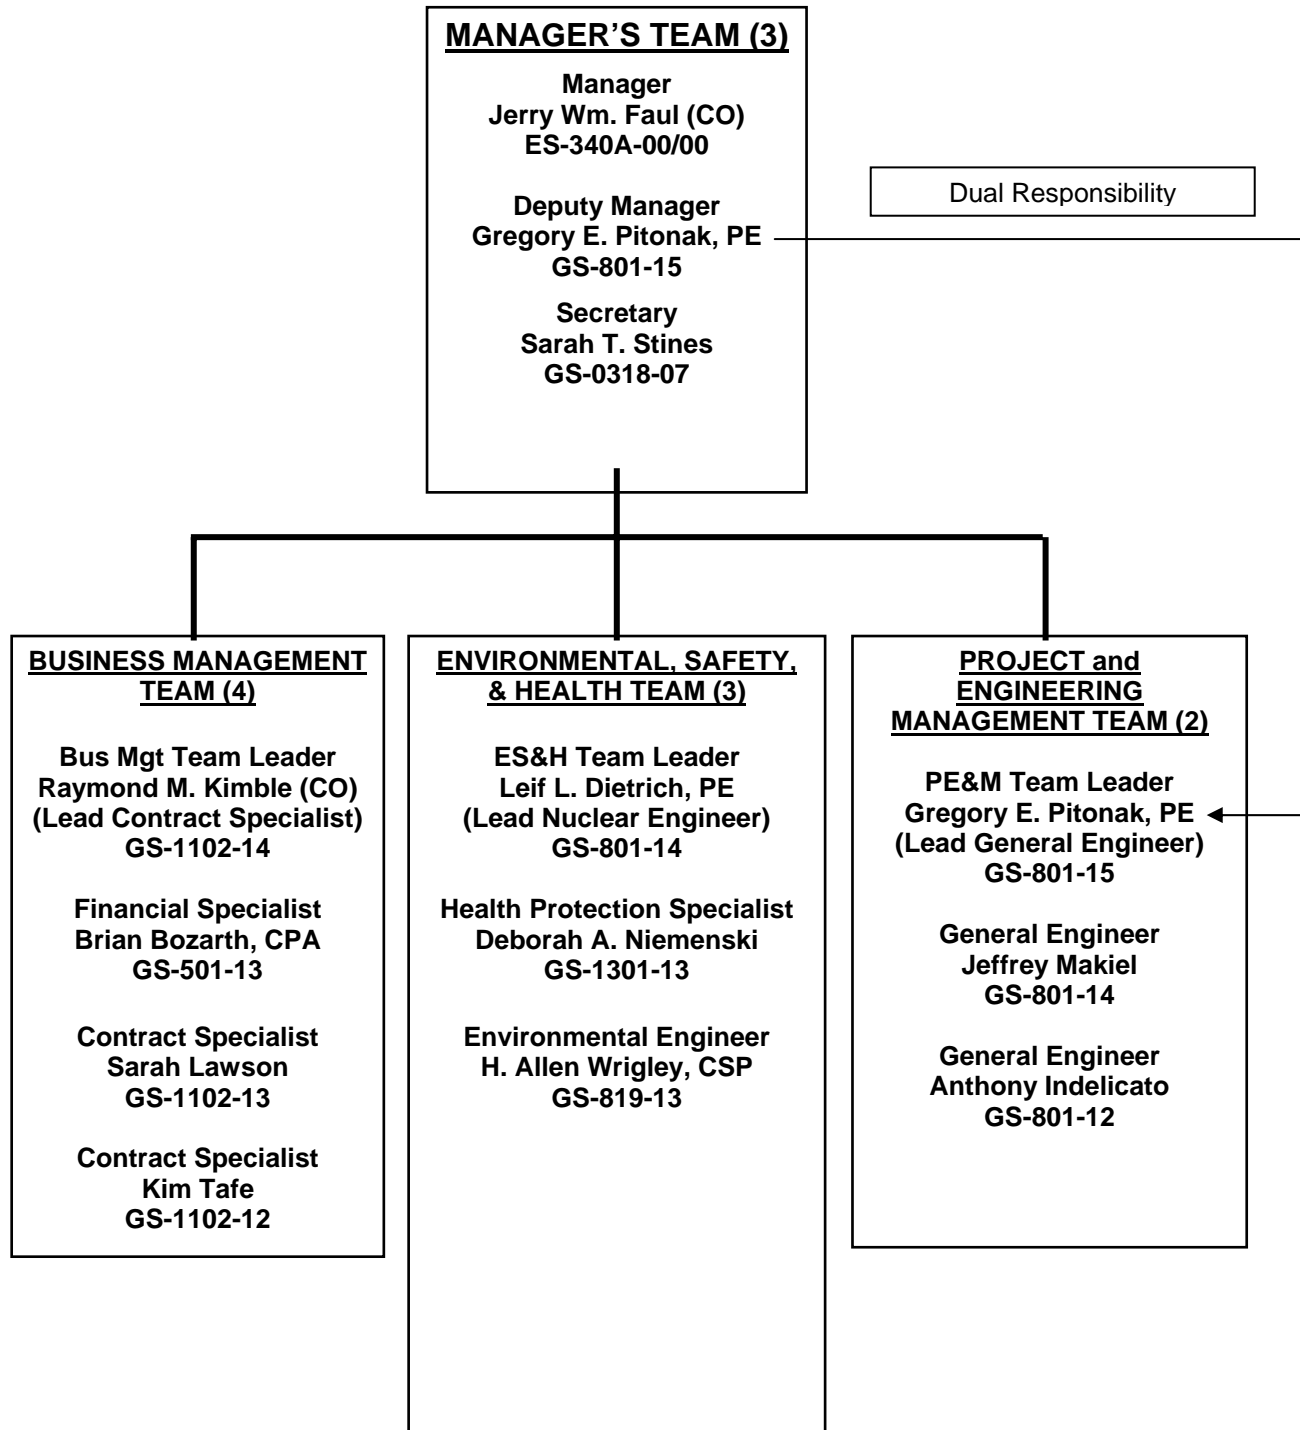 MANAGER’S TEAM (3)
Manager
Jerry Wm. Faul (CO)
ES-340A-00/00
Deputy Manager
Gregory E. Pitonak, PE
GS-801-15
Secretary
Sarah T. Stines
GS-0318-07
Dual Responsibility
BUSINESS MANAGEMENT
TEAM (4)
Bus Mgt Team Leader
Raymond M. Kimble (CO)
(Lead Contract Specialist)
GS-1102-14
Financial Specialist
Brian Bozarth, CPA
GS-501-13
Contract Specialist
Sarah Lawson
GS-1102-13
Contract Specialist
Kim Tafe
GS-1102-12
ENVIRONMENTAL, SAFETY,
& HEALTH TEAM (3)
ES&H Team Leader
Leif L. Dietrich, PE
(Lead Nuclear Engineer)
GS-801-14
Health Protection Specialist
Deborah A. Niemenski
GS-1301-13
Environmental Engineer
H. Allen Wrigley, CSP
GS-819-13
PROJECT and
ENGINEERING
MANAGEMENT TEAM (2)
PE&M Team Leader
Gregory E. Pitonak, PE
(Lead General Engineer)
GS-801-15
General Engineer
Jeffrey Makiel
GS-801-14
General Engineer
Anthony Indelicato
GS-801-12